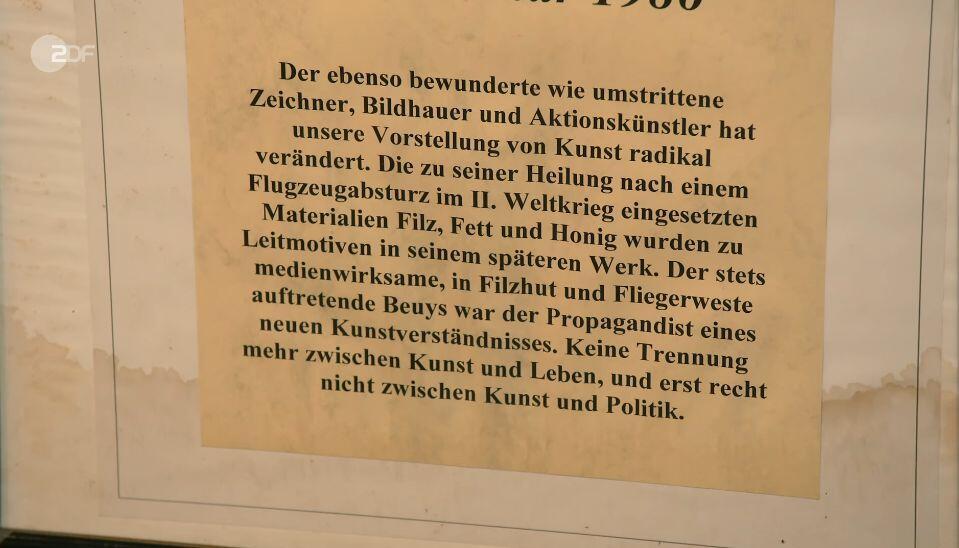 ZDF
1986
Der ebenso bewunderte wie umstrittene
Zeichner, Bildhauer und Aktionskünstler hat
unsere Vorstellung von Kunst radikal
verändert. Die zu seiner Heilung nach einem
Flugzeugabsturz im II. Weltkrieg eingesetzten
Materialien Filz, Fett und Honig wurden zu
Leitmotiven in seinem späteren Werk. Der stets
medienwirksame, in Filzhut und Fliegerweste
auftretende Beuys war der Propagandist eines
neuen Kunstverständnisses. Keine Trennung
mehr zwischen Kunst und Leben, und erst recht
nicht zwischen Kunst und Politik.